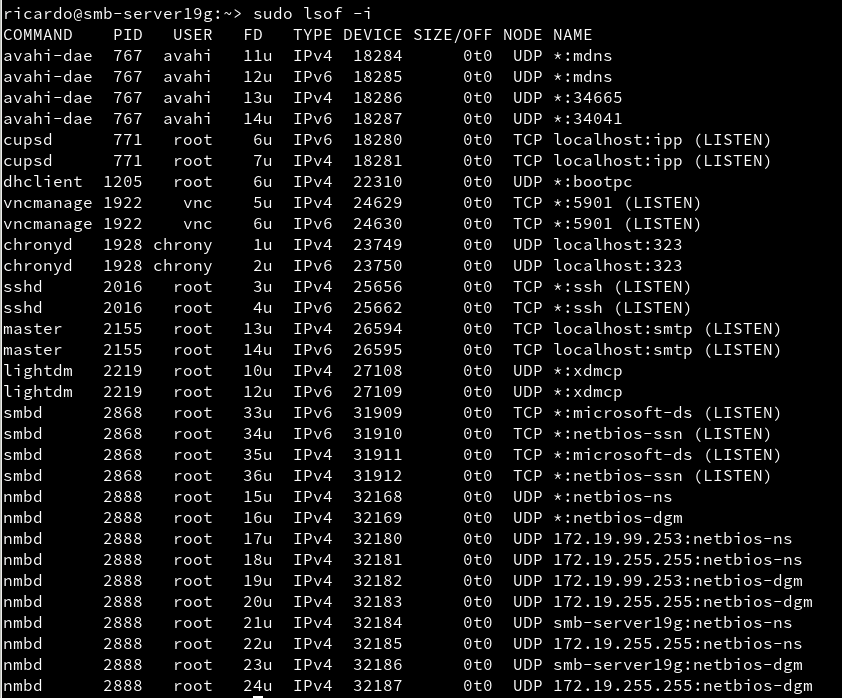 ricardo@smb-server19g:~> sudo lsof -i
COMMAND    PID   USER   FD   TYPE DEVICE SIZE/OFF NODE NAME
avahi-dae  767  avahi   11u  IPv4  18284      0t0  UDP *:mdns
avahi-dae  767  avahi   12u  IPv6  18285      0t0  UDP *:mdns
avahi-dae  767  avahi   13u  IPv4  18286      0t0  UDP *:34665
avahi-dae  767  avahi   14u  IPv6  18287      0t0  UDP *:34041
cupsd      771   root    6u  IPv6  18280      0t0  TCP localhost:ipp (LISTEN)
cupsd      771   root    7u  IPv4  18281      0t0  TCP localhost:ipp (LISTEN)
dhclient  1205   root    6u  IPv4  22310      0t0  UDP *:bootpc
vncmanage 1922    vnc    5u  IPv4  24629      0t0  TCP *:5901 (LISTEN)
vncmanage 1922    vnc    6u  IPv6  24630      0t0  TCP *:5901 (LISTEN)
chronyd   1928 chrony    1u  IPv4  23749      0t0  UDP localhost:323
chronyd   1928 chrony    2u  IPv6  23750      0t0  UDP localhost:323
sshd      2016   root    3u  IPv4  25656      0t0  TCP *:ssh (LISTEN)
sshd      2016   root    4u  IPv6  25662      0t0  TCP *:ssh (LISTEN)
master    2155   root   13u  IPv4  26594      0t0  TCP localhost:smtp (LISTEN)
master    2155   root   14u  IPv6  26595      0t0  TCP localhost:smtp (LISTEN)
lightdm   2219   root   10u  IPv4  27108      0t0  UDP *:xdmcp
lightdm   2219   root   12u  IPv6  27109      0t0  UDP *:xdmcp
smbd      2868   root   33u  IPv6  31909      0t0  TCP *:microsoft-ds (LISTEN)
smbd      2868   root   34u  IPv6  31910      0t0  TCP *:netbios-ssn (LISTEN)
smbd      2868   root   35u  IPv4  31911      0t0  TCP *:microsoft-ds (LISTEN)
smbd      2868   root   36u  IPv4  31912      0t0  TCP *:netbios-ssn (LISTEN)
nmbd      2888   root   15u  IPv4  32168      0t0  UDP *:netbios-ns
nmbd      2888   root   16u  IPv4  32169      0t0  UDP *:netbios-dgm
nmbd      2888   root   17u  IPv4  32180      0t0  UDP 172.19.99.253:netbios-ns
nmbd      2888   root   18u  IPv4  32181      0t0  UDP 172.19.255.255:netbios-ns
nmbd      2888   root   19u  IPv4  32182      0t0  UDP 172.19.99.253:netbios-dgm
nmbd      2888   root   20u  IPv4  32183      0t0  UDP 172.19.255.255:netbios-dgm
nmbd      2888   root   21u  IPv4  32184      0t0  UDP smb-server19g:netbios-ns
nmbd      2888   root   22u  IPv4  32185      0t0  UDP 172.19.255.255:netbios-ns
nmbd      2888   root   23u  IPv4  32186      0t0  UDP smb-server19g:netbios-dgm
nmbd      2888   root   24u  IPv4  32187      0t0  UDP 172.19.255.255:netbios-dgm